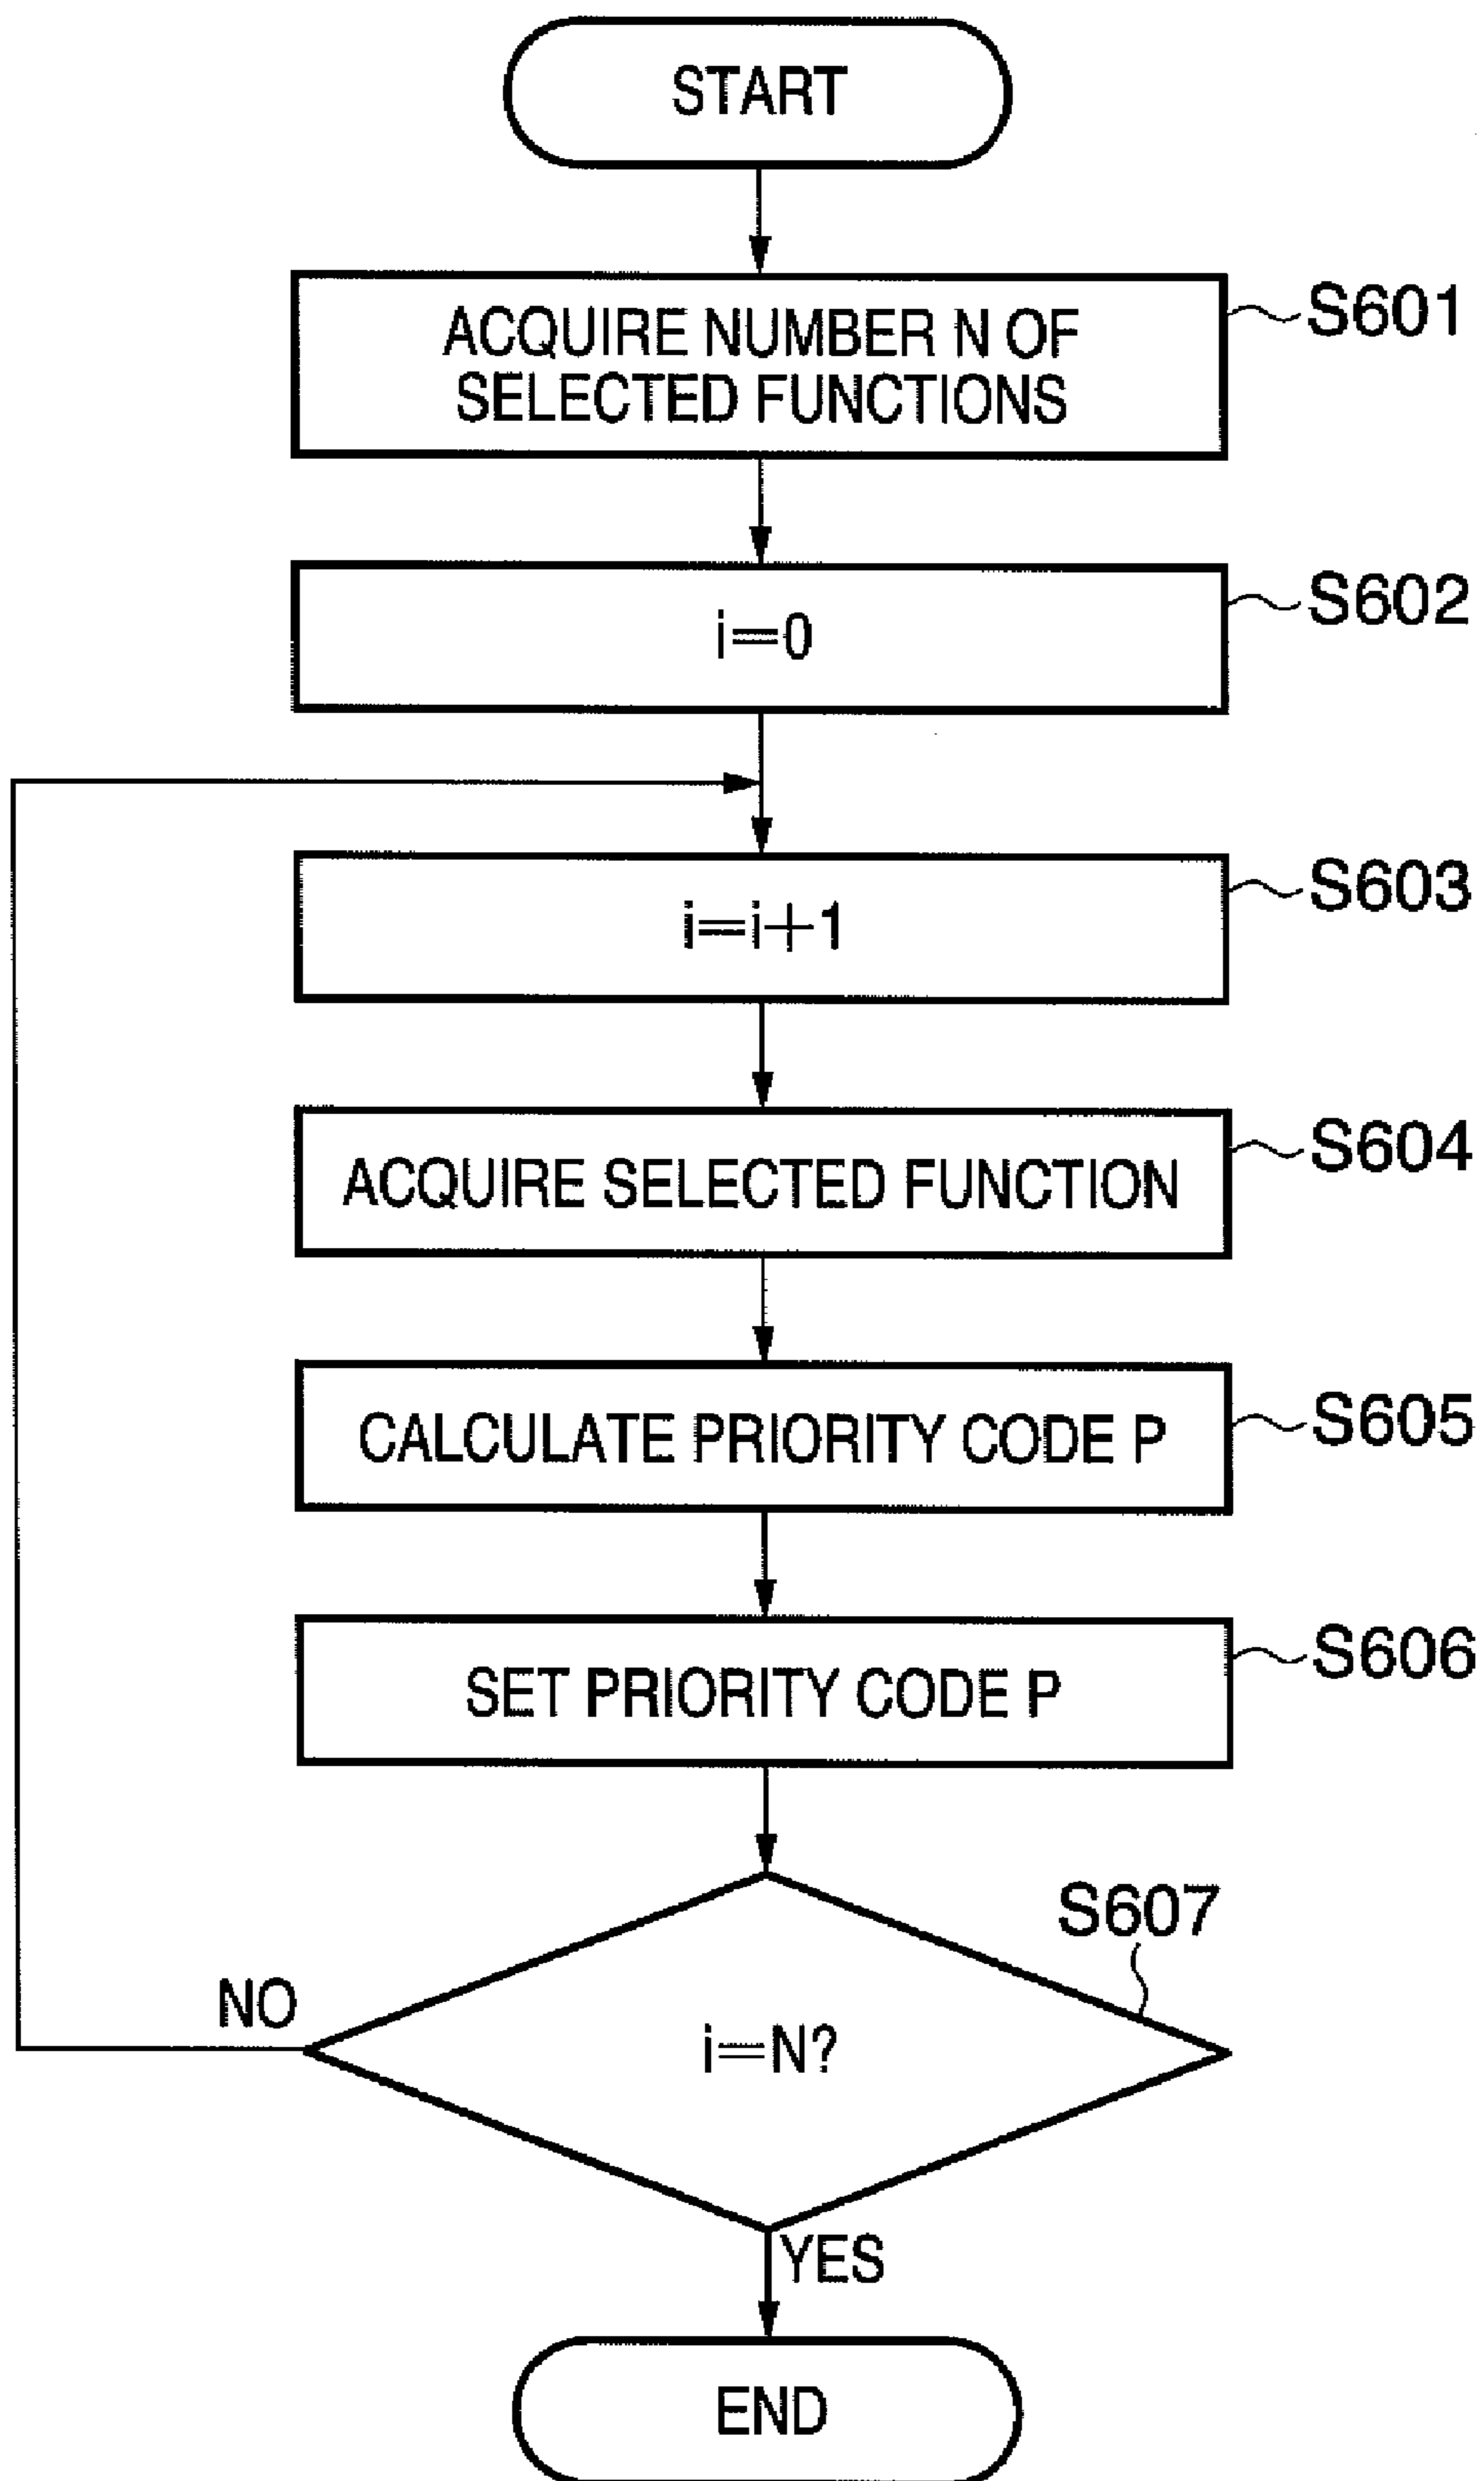 START
ACQUIRE NUMBER N OF
SELECTED FUNCTIONS
S601
i=0
S602
i=i+1
S603
ACQUIRE SELECTED FUNCTION
S604
CALCULATE PRIORITY CODE P
S605
SET PRIORITY CODE P
S606
S607
NO
i=N?
YES
END